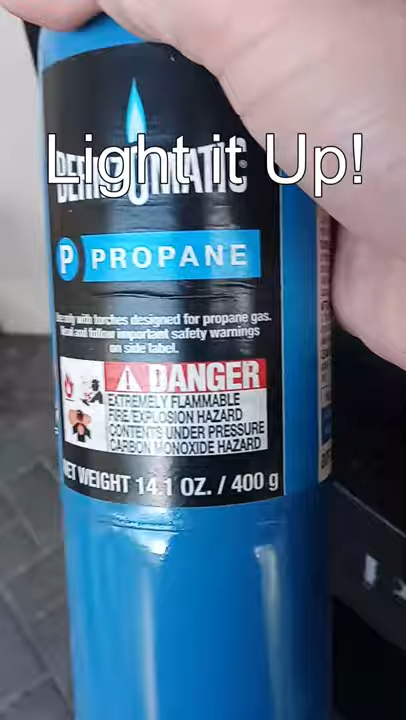 Light it Up!
BERNZOMATIC®
P PROPANE
Use only with torches designed for propane gas.
Read and follow important safety warnings
on side label.
DANGER
EXTREMELY FLAMMABLE
FIRE/EXPLOSION HAZARD
CONTENTS UNDER PRESSURE
CARBON MONOXIDE HAZARD
NET WEIGHT 14.1 OZ. / 400 g